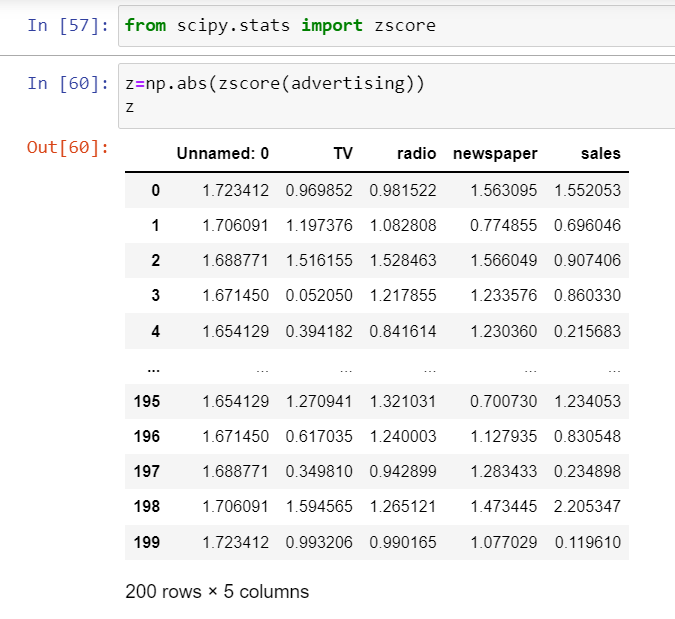 In [57]: from scipy.stats import zscore
In [60]: z=np.abs(zscore(advertising))
z
Out[60]:
Unnamed: 0 TV radio newspaper sales
0 1.723412 0.969852 0.981522 1.563095 1.552053
1 1.706091 1.197376 1.082808 0.774855 0.696046
2 1.688771 1.516155 1.528463 1.566049 0.907406
3 1.671450 0.052050 1.217855 1.233576 0.860330
4 1.654129 0.394182 0.841614 1.230360 0.215683
... ... ... ... ... ...
195 1.654129 1.270941 1.321031 0.700730 1.234053
196 1.671450 0.617035 1.240003 1.127935 0.830548
197 1.688771 0.349810 0.942899 1.283433 0.234898
198 1.706091 1.594565 1.265121 1.473445 2.205347
199 1.723412 0.993206 0.990165 1.077029 0.119610
200 rows × 5 columns